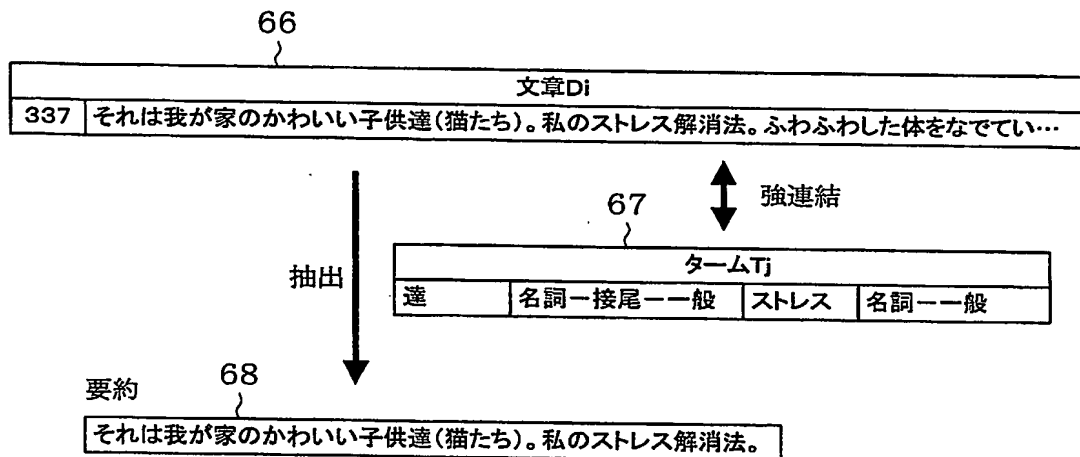 66
文章Di
337 それは我が家のかわいい子供達(猫たち)。私のストレス解消法。ふわふわした体をなでてい…
強連結
67
タームTj
抽出
達 名詞ー接尾ー一般 ストレス 名詞ー一般
68
要約
それは我が家のかわいい子供達(猫たち)。私のストレス解消法。